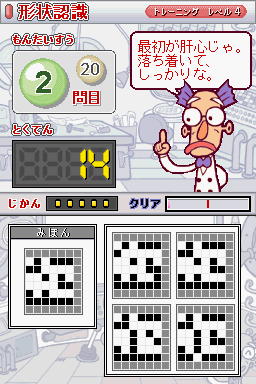 形状認識
トレーニング レベル4
もんだいすう
2
20
問目
最初が肝心じゃ。
落ち着いて、
しっかりな。
とくてん
14
じかん
クリア
みほん